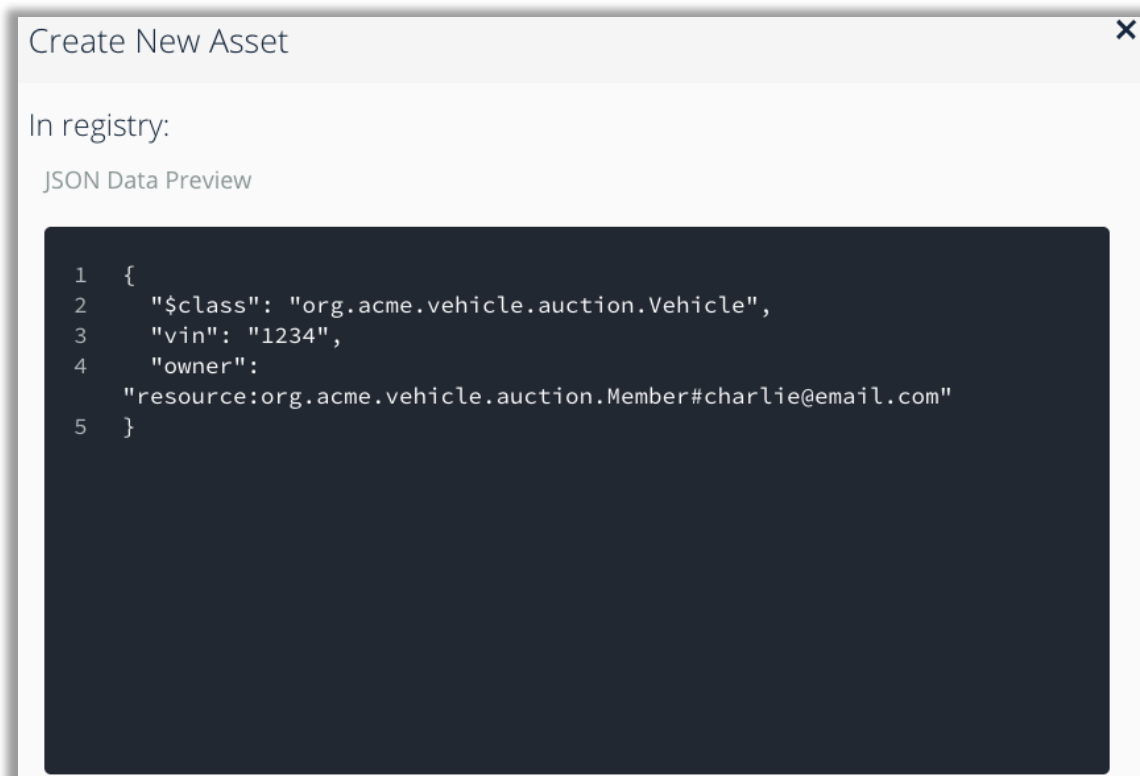 Create New Asset
In registry:
JSON Data Preview
1 {
2 "$class": "org.acme.vehicle.auction.Vehicle",
3 "vin": "1234",
4 "owner":
"resource:org.acme.vehicle.auction.Member#charlie@email.com"
5 }